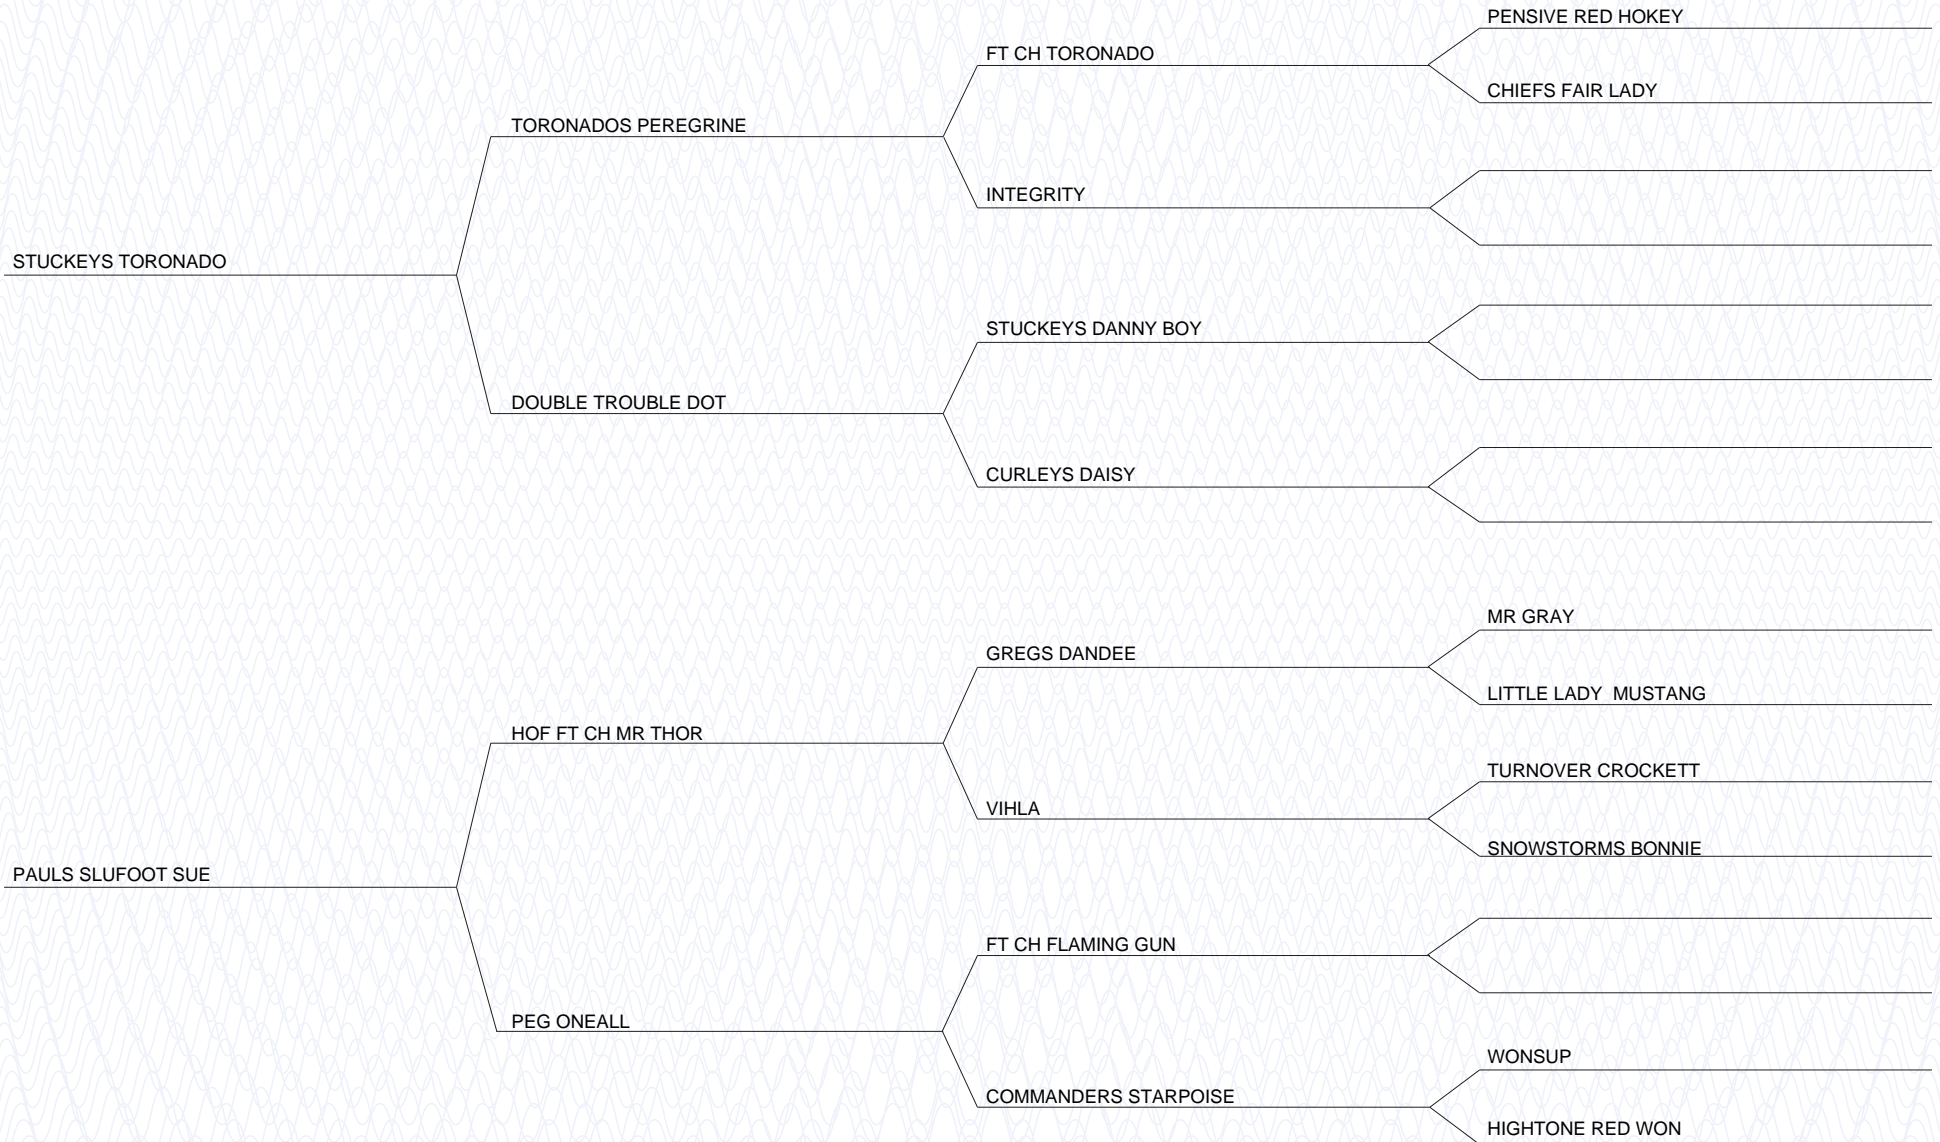 PENSIVE RED HOKEY
FT CH TORONADO
CHIEFS FAIR LADY
TORONADOS PEREGRINE
INTEGRITY
STUCKEYS TORONADO
STUCKEYS DANNY BOY
DOUBLE TROUBLE DOT
CURLEYS DAISY
MR GRAY
GREGS DANDEE
LITTLE LADY  MUSTANG
HOF FT CH MR THOR
TURNOVER CROCKETT
VIHLA
SNOWSTORMS BONNIE
PAULS SLUFOOT SUE
FT CH FLAMING GUN
PEG ONEALL
WONSUP
COMMANDERS STARPOISE
HIGHTONE RED WON